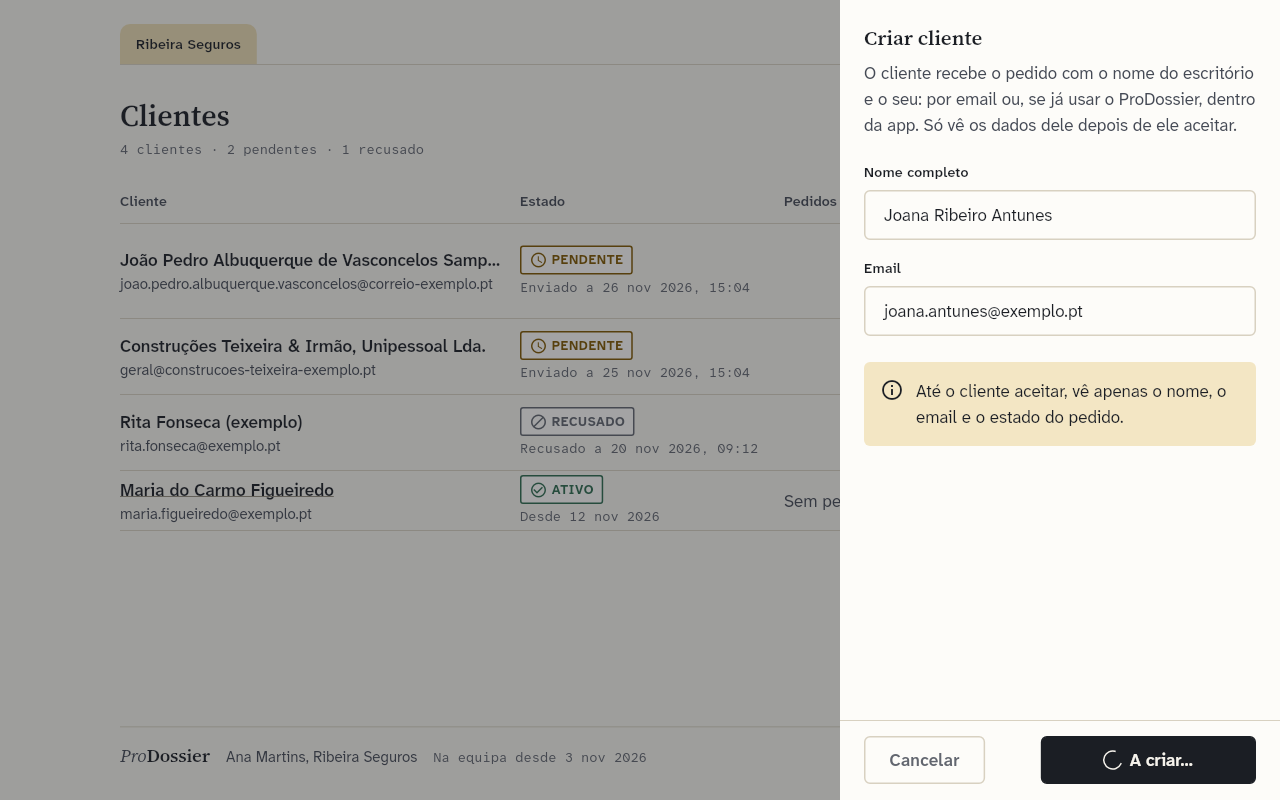 Ribeira Seguros
Clientes
4 clientes · 2 pendentes · 1 recusado
Cliente Estado Pedidos
João Pedro Albuquerque de Vasconcelos Samp...
joao.pedro.albuquerque.vasconcelos@correio-exemplo.pt
PENDENTE
Enviado a 26 nov 2026, 15:04
Construções Teixeira & Irmão, Unipessoal Lda.
geral@construcoes-teixeira-exemplo.pt
PENDENTE
Enviado a 25 nov 2026, 15:04
Rita Fonseca (exemplo)
rita.fonseca@exemplo.pt
RECUSADO
Recusado a 20 nov 2026, 09:12
Maria do Carmo Figueiredo
maria.figueiredo@exemplo.pt
ATIVO
Desde 12 nov 2026
Sem pe
ProDossier Ana Martins, Ribeira Seguros Na equipa desde 3 nov 2026
Criar cliente
O cliente recebe o pedido com o nome do escritório
e o seu: por email ou, se já usar o ProDossier, dentro
da app. Só vê os dados dele depois de ele aceitar.
Nome completo
Joana Ribeiro Antunes
Email
joana.antunes@exemplo.pt
Até o cliente aceitar, vê apenas o nome, o
email e o estado do pedido.
Cancelar A criar...